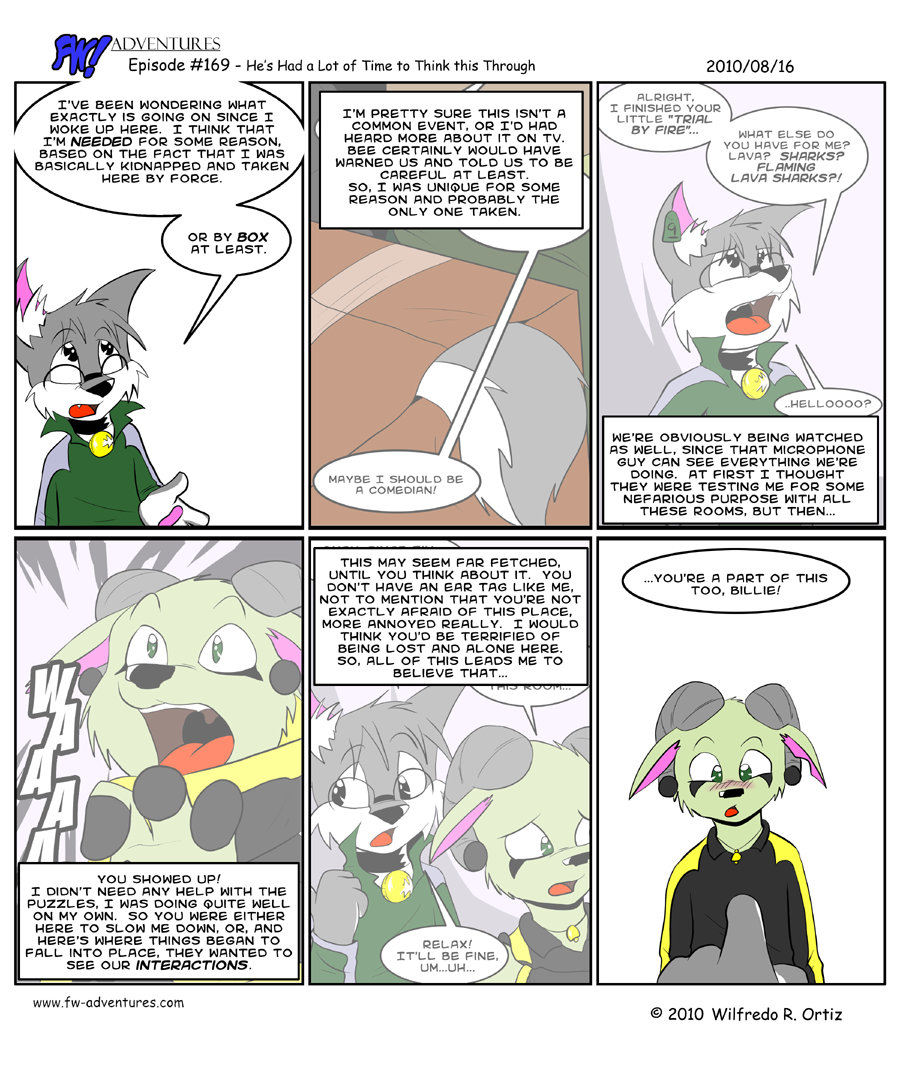 FW! ADVENTURES
Episode #169 – He's Had a Lot of Time to Think this Through
2010/08/16
I'VE BEEN WONDERING WHAT
EXACTLY IS GOING ON SINCE I
WOKE UP HERE. I THINK THAT
I'M NEEDED FOR SOME REASON,
BASED ON THE FACT THAT I WAS
BASICALLY KIDNAPPED AND TAKEN
HERE BY FORCE.
OR BY BOX
AT LEAST.
I'M PRETTY SURE THIS ISN'T A
COMMON EVENT, OR I'D HAD
HEARD MORE ABOUT IT ON TV.
BEE CERTAINLY WOULD HAVE
WARNED US AND TOLD US TO BE
CAREFUL AT LEAST.
SO, I WAS UNIQUE FOR SOME
REASON AND PROBABLY THE
ONLY ONE TAKEN.
MAYBE I SHOULD BE
A COMEDIAN!
ALRIGHT,
I FINISHED YOUR
LITTLE "TRIAL
BY FIRE"...
WHAT ELSE DO
YOU HAVE FOR ME?
LAVA? SHARKS?
FLAMING
LAVA SHARKS?!
9
..HELLOOOO?
WE'RE OBVIOUSLY BEING WATCHED
AS WELL, SINCE THAT MICROPHONE
GUY CAN SEE EVERYTHING WE'RE
DOING. AT FIRST I THOUGHT
THEY WERE TESTING ME FOR SOME
NEFARIOUS PURPOSE WITH ALL
THESE ROOMS, BUT THEN...
WAAAAA
YOU SHOWED UP!
I DIDN'T NEED ANY HELP WITH THE
PUZZLES, I WAS DOING QUITE WELL
ON MY OWN. SO YOU WERE EITHER
HERE TO SLOW ME DOWN, OR, AND
HERE'S WHERE THINGS BEGAN TO
FALL INTO PLACE, THEY WANTED TO
SEE OUR INTERACTIONS.
THIS MAY SEEM FAR FETCHED,
UNTIL YOU THINK ABOUT IT. YOU
DON'T HAVE AN EAR TAG LIKE ME,
NOT TO MENTION THAT YOU'RE NOT
EXACTLY AFRAID OF THIS PLACE,
MORE ANNOYED REALLY. I WOULD
THINK YOU'D BE TERRIFIED OF
BEING LOST AND ALONE HERE.
SO, ALL OF THIS LEADS ME TO
BELIEVE THAT...
THIS ROOM...
RELAX!
IT'LL BE FINE,
UM...UH...
...YOU'RE A PART OF THIS
TOO, BILLIE!
www.fw-adventures.com
© 2010 Wilfredo R. Ortiz